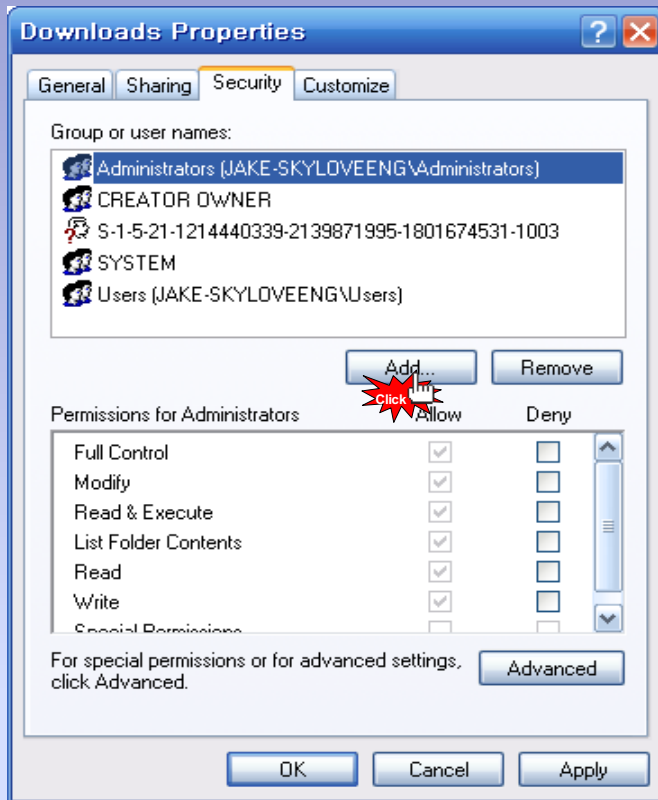 Downloads Properties
General Sharing Security Customize
Group or user names:
Administrators (JAKE-SKYLOVEENG\Administrators)
CREATOR OWNER
S-1-5-21-1214440339-2139871995-1801674531-1003
SYSTEM
Users (JAKE-SKYLOVEENG\Users)
Add... Remove
Click
Permissions for Administrators Allow Deny
Full Control
Modify
Read & Execute
List Folder Contents
Read
Write
Special Permissions
For special permissions or for advanced settings,
click Advanced.
Advanced
OK Cancel Apply